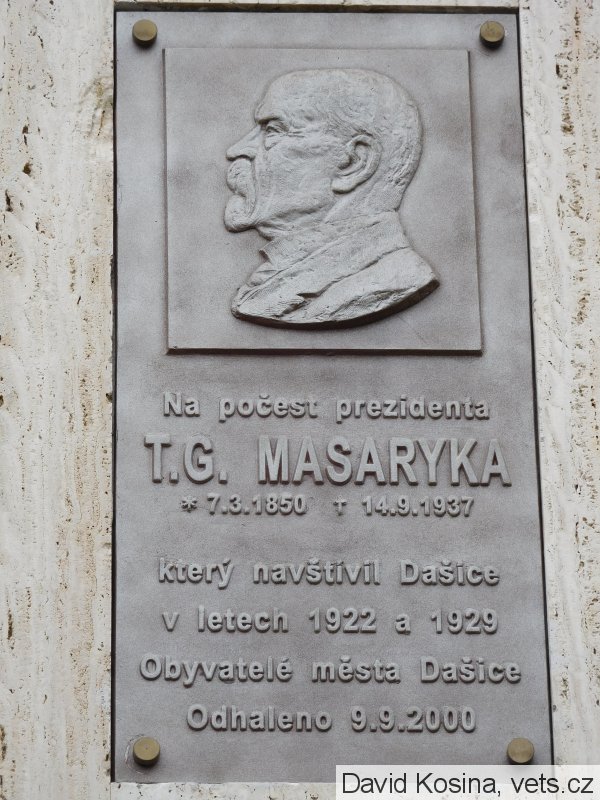 Na počest prezidenta
T.G. MASARYKA
* 7.3.1850 † 14.9.1937
který navštívil Dašice
v letech 1922 a 1929
Obyvatelé města Dašice
Odhaleno 9.9.2000
David Kosina, vets.cz